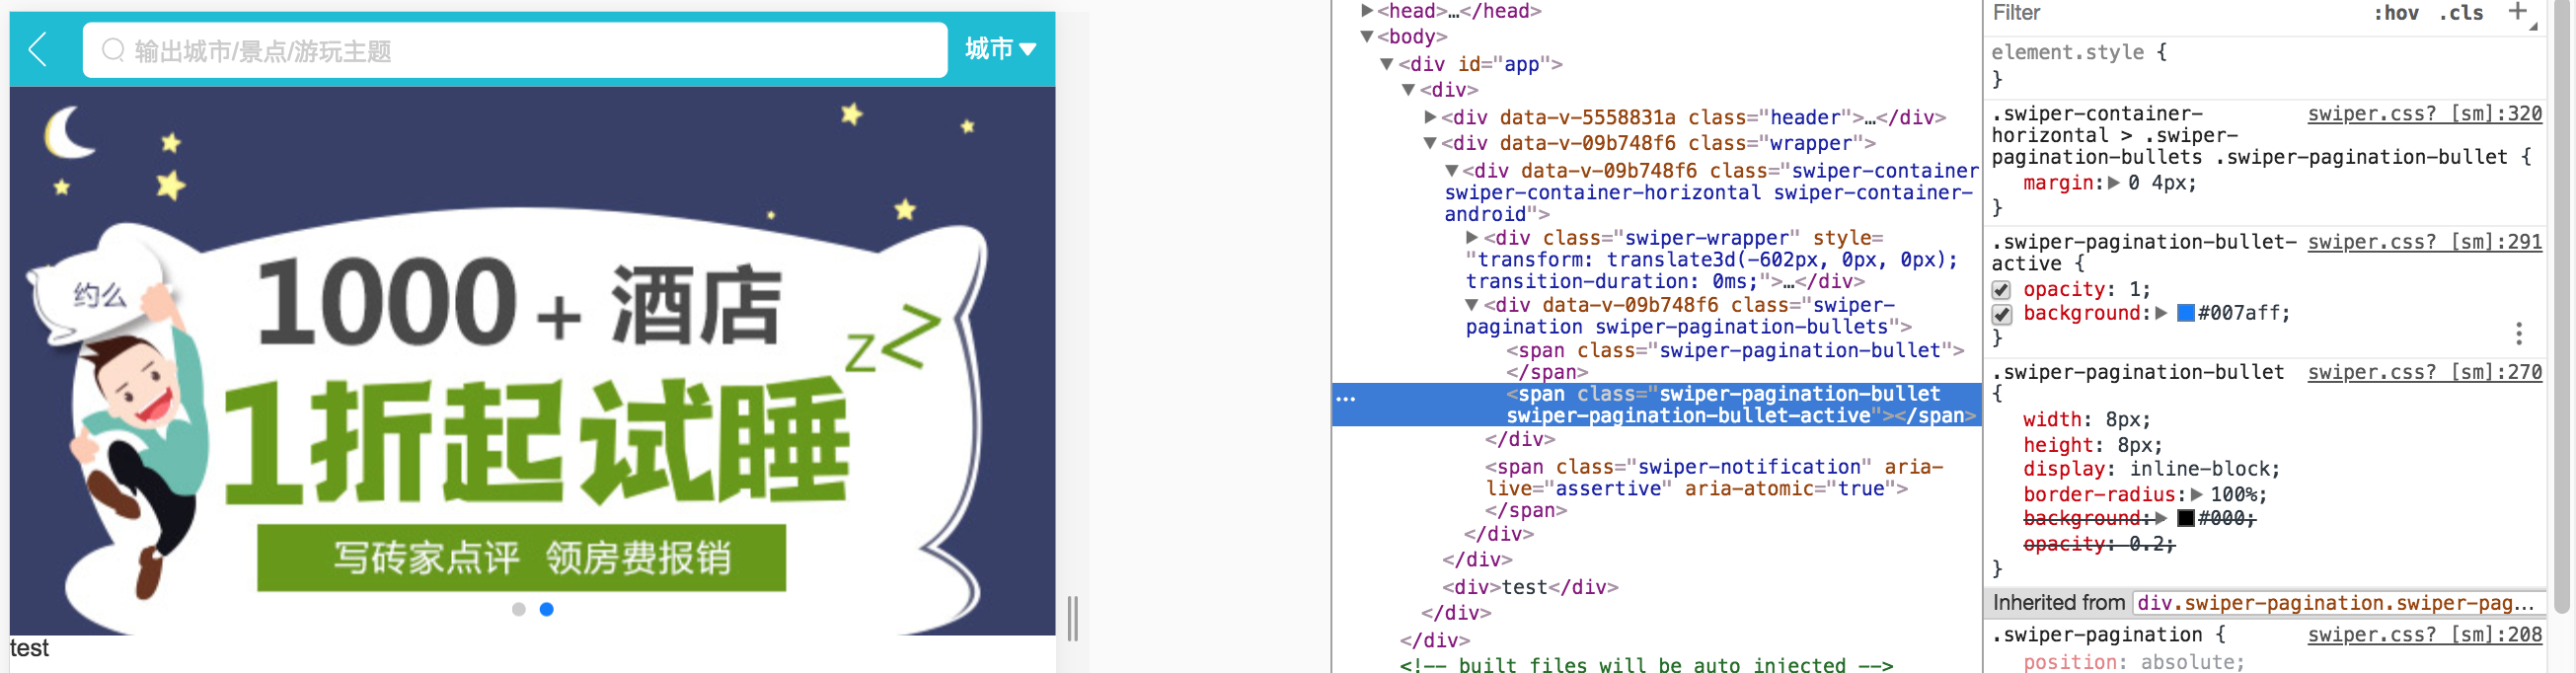 输出城市/景点/游玩主题
城市
约么
1000+酒店
zZ
1折起试睡
写砖家点评 领房费报销
test
<head>…</head>
<body>
<div id="app">
<div>
<div data-v-5558831a class="header">…</div>
<div data-v-09b748f6 class="wrapper">
<div data-v-09b748f6 class="swiper-container
swiper-container-horizontal swiper-container-
android">
<div class="swiper-wrapper" style=
"transform: translate3d(-602px, 0px, 0px);
transition-duration: 0ms;">…</div>
<div data-v-09b748f6 class="swiper-
pagination swiper-pagination-bullets">
<span class="swiper-pagination-bullet">
</span>
…
<span class="swiper-pagination-bullet
swiper-pagination-bullet-active"></span>
</div>
<span class="swiper-notification" aria-
live="assertive" aria-atomic="true">
</span>
</div>
</div>
<div>test</div>
</div>
</div>
<!-- built files will be auto injected -->
Filter :hov .cls +
element.style {
}
.swiper-container- swiper.css? [sm]:320
horizontal > .swiper-
pagination-bullets .swiper-pagination-bullet {
margin: 0 4px;
}
.swiper-pagination-bullet- swiper.css? [sm]:291
active {
opacity: 1;
background: #007aff;
}
.swiper-pagination-bullet swiper.css? [sm]:270
{
width: 8px;
height: 8px;
display: inline-block;
border-radius: 100%;
background: #000;
opacity: 0.2;
}
Inherited from div.swiper-pagination.swiper-pag…
.swiper-pagination { swiper.css? [sm]:208
position: absolute;